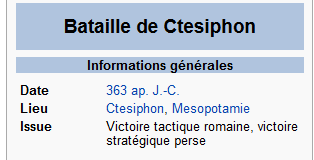 Bataille de Ctesiphon
Informations générales
Date 363 ap. J.-C.
Lieu Ctesiphon, Mesopotamie
Issue Victoire tactique romaine, victoire
stratégique perse